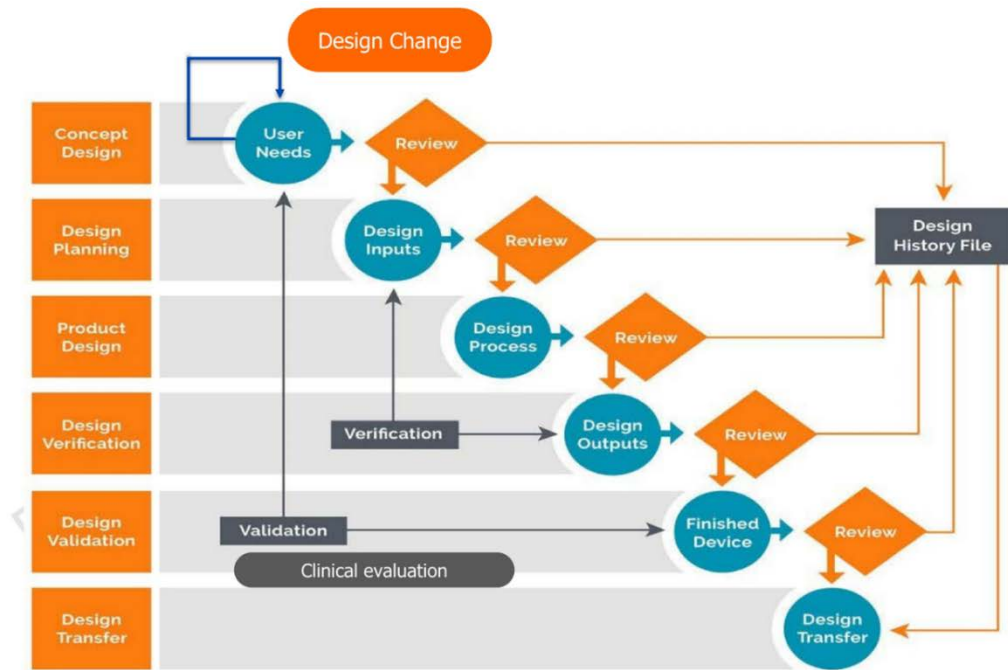 Design Change
Concept
Design
User
Needs
Review
Design
Planning
Design
Inputs
Review
Design
History File
Product
Design
Design
Process
Review
Design
Verification
Verification
Design
Outputs
Review
Design
Validation
Validation
Finished
Device
Review
Clinical evaluation
Design
Transfer
Design
Transfer